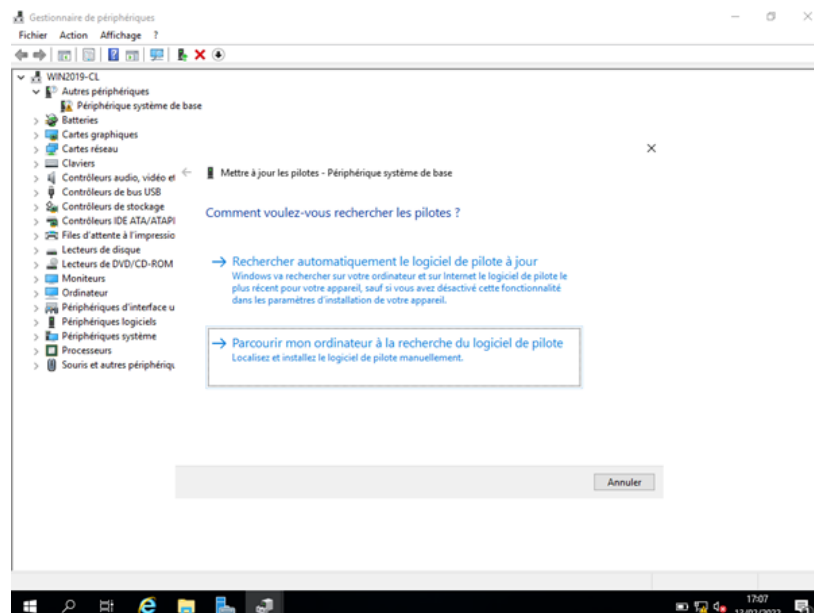 Gestionnaire de périphériques
Fichier Action Affichage ?
WIN2019-CL
Autres périphériques
Périphérique système de base
Batteries
Cartes graphiques
Cartes réseau
Claviers
Contrôleurs audio, vidéo et
Contrôleurs de bus USB
Contrôleurs de stockage
Contrôleurs IDE ATA/ATAPI
Files d'attente à l'impressio
Lecteurs de disque
Lecteurs de DVD/CD-ROM
Moniteurs
Ordinateur
Périphériques d'interface u
Périphériques logiciels
Périphériques système
Processeurs
Souris et autres périphériqu
Mettre à jour les pilotes - Périphérique système de base
Comment voulez-vous rechercher les pilotes ?
Rechercher automatiquement le logiciel de pilote à jour
Windows va rechercher sur votre ordinateur et sur Internet le logiciel de pilote le
plus récent pour votre appareil, sauf si vous avez désactivé cette fonctionnalité
dans les paramètres d'installation de votre appareil.
Parcourir mon ordinateur à la recherche du logiciel de pilote
Localisez et installez le logiciel de pilote manuellement.
Annuler
17:07